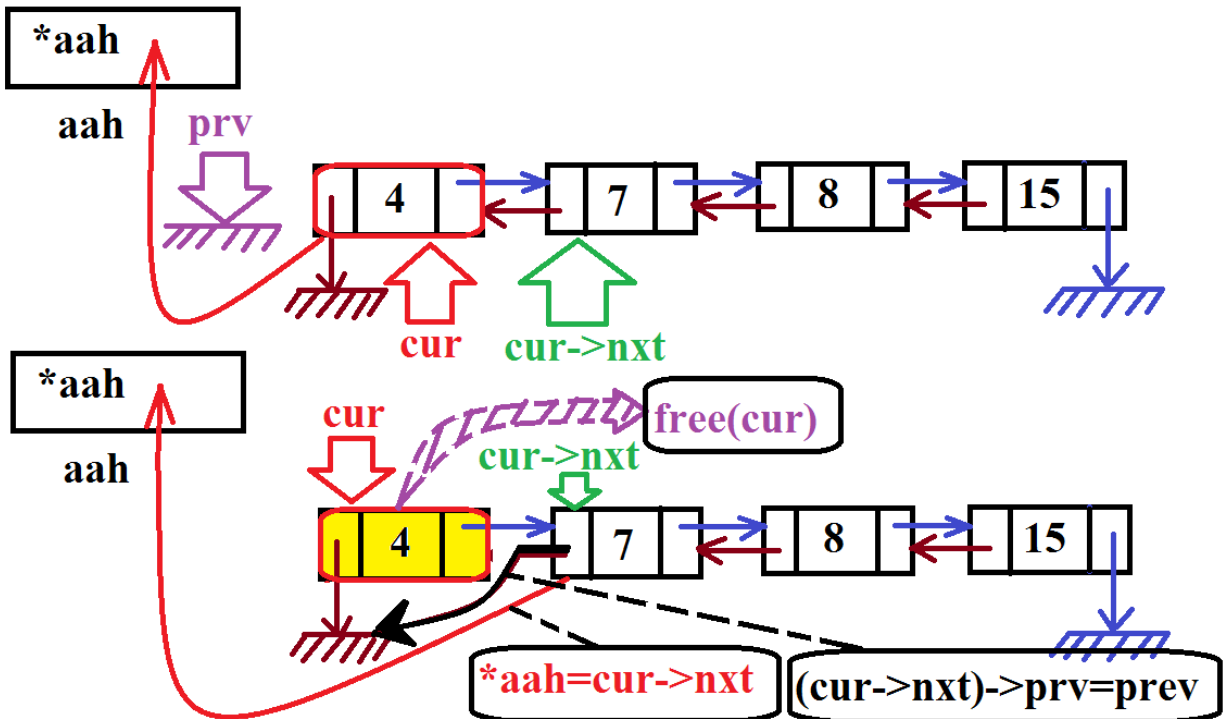 *aah
aah
prv
4
7
8
15
cur
cur->nxt
*aah
aah
cur
free(cur)
cur->nxt
4
7
8
15
*aah=cur->nxt
(cur->nxt)->prv=prev